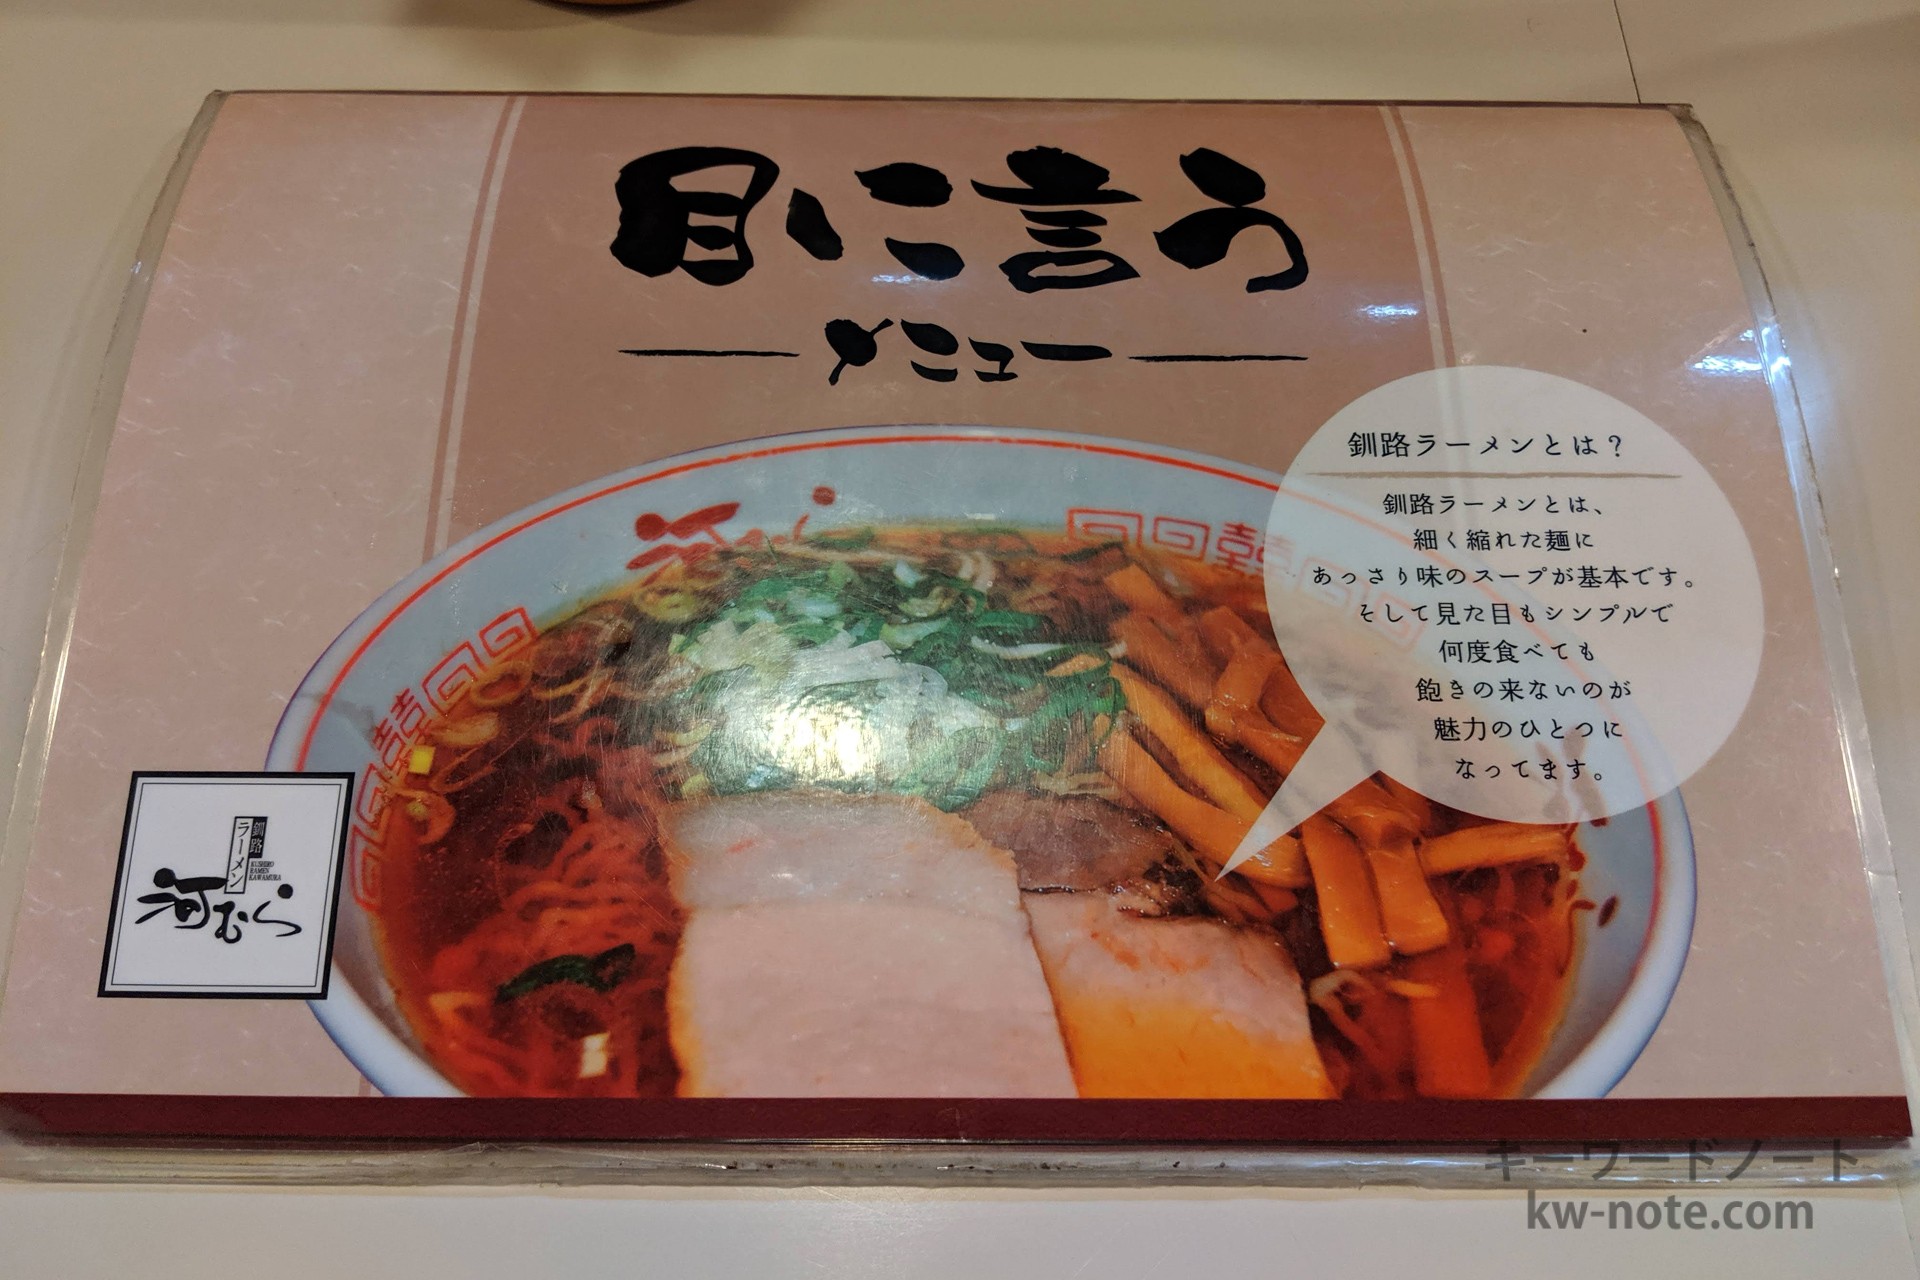 目に言う
メニュー
河むら
釧路ラーメンとは？
釧路ラーメンとは、
細く縮れた麺に
あっさり味のスープが基本です。
そして見た目もシンプルで
何度食べても
飽きの来ないのが
魅力のひとつに
なってます。
釧路
ラーメン
KUSHIRO
RAMEN
KAWAMURA
河むら
キーワードノート
kw-note.com